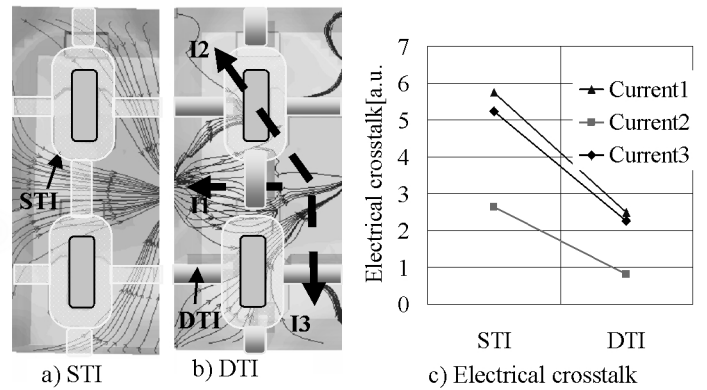 STI
a) STI
I2
I1
DTI
I3
b) DTI
Electrical crosstalk[a.u.
7
6
5
4
3
2
1
0
Current1
Current2
Current3
STI
DTI
c) Electrical crosstalk